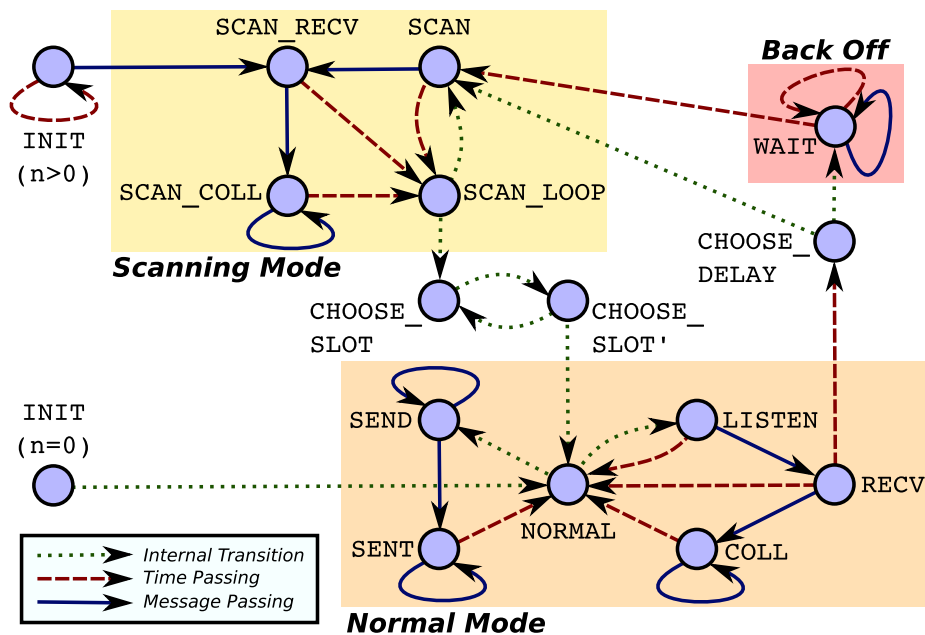 SCAN_RECV
SCAN
Back Off
INIT
(n>0)
WAIT
SCAN_COLL
SCAN_LOOP
Scanning Mode
CHOOSE_
DELAY
CHOOSE_
SLOT
CHOOSE_
SLOT'
INIT
(n=0)
SEND
LISTEN
RECV
NORMAL
SENT
COLL
Internal Transition
Time Passing
Message Passing
Normal Mode